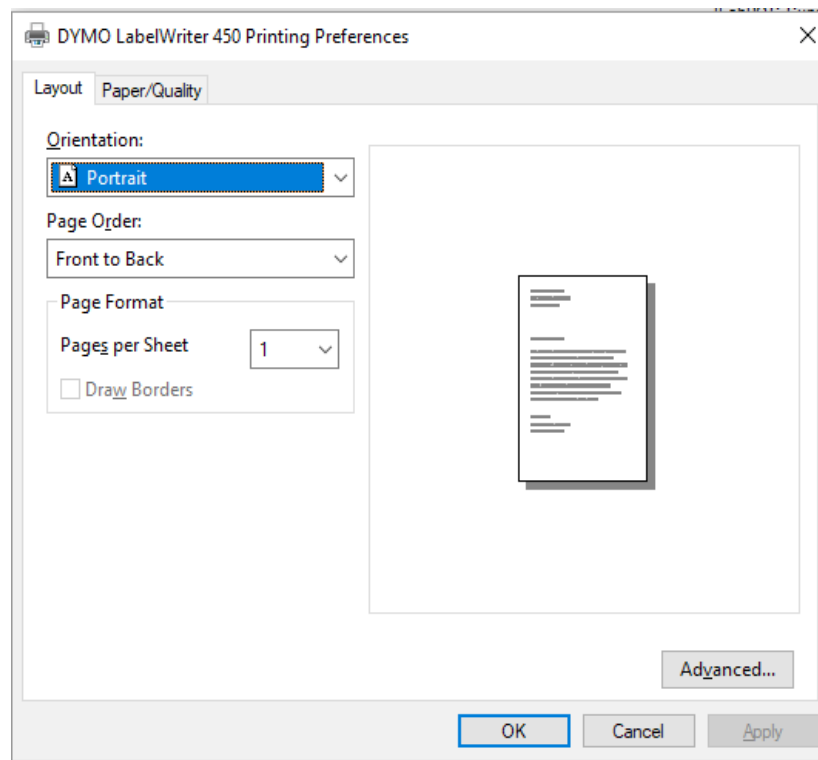 DYMO LabelWriter 450 Printing Preferences
Layout
Paper/Quality
Orientation:
Portrait
Page Order:
Front to Back
Page Format
Pages per Sheet
1
Draw Borders
Advanced...
OK
Cancel
Apply